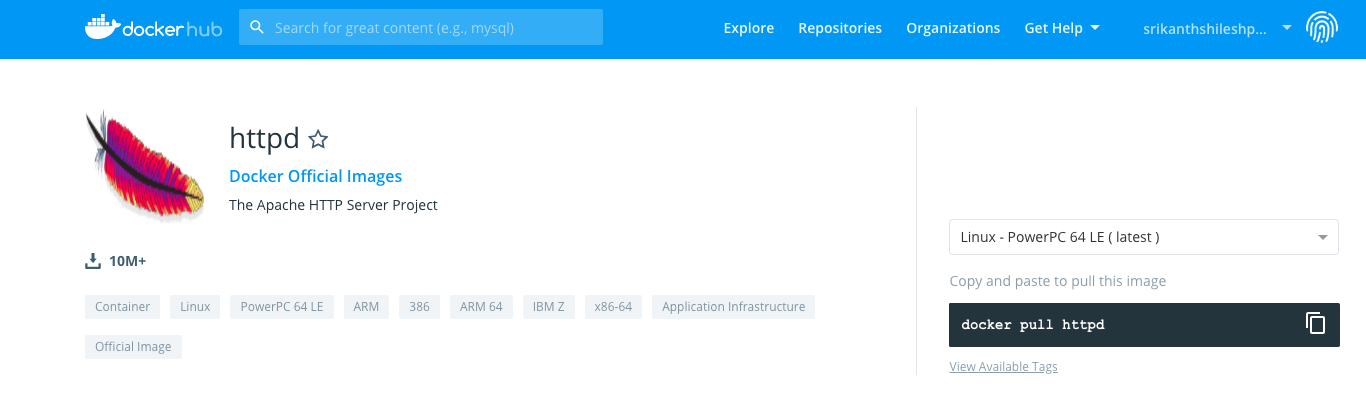 docker hub
Search for great content (e.g., mysql)
Explore
Repositories
Organizations
Get Help
srikanthshileshp...
httpd
Docker Official Images
The Apache HTTP Server Project
10M+
Container
Linux
PowerPC 64 LE
ARM
386
ARM 64
IBM Z
x86-64
Application Infrastructure
Official Image
Linux - PowerPC 64 LE ( latest )
Copy and paste to pull this image
docker pull httpd
View Available Tags